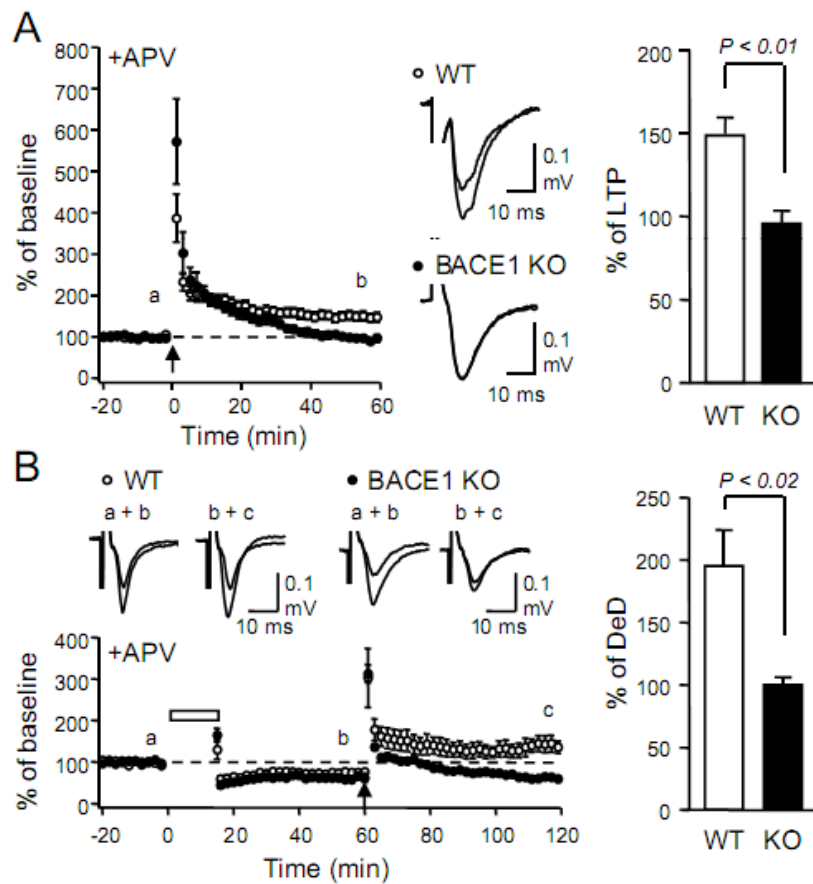 A
+APV
% of baseline
800
700
600
500
400
300
200
100
0
a
b
-20
0
20
40
60
Time (min)
WT
0.1
mV
10 ms
BACE1 KO
0.1
mV
10 ms
% of LTP
200
150
100
50
0
P < 0.01
WT KO
B
WT
BACE1 KO
a + b
b + c
a + b
b + c
0.1
mV
10 ms
0.1
mV
10 ms
+APV
% of baseline
400
300
200
100
0
a
b
c
-20 0 20 40 60 80 100 120
Time (min)
% of DeD
250
200
150
100
50
0
P < 0.02
WT KO